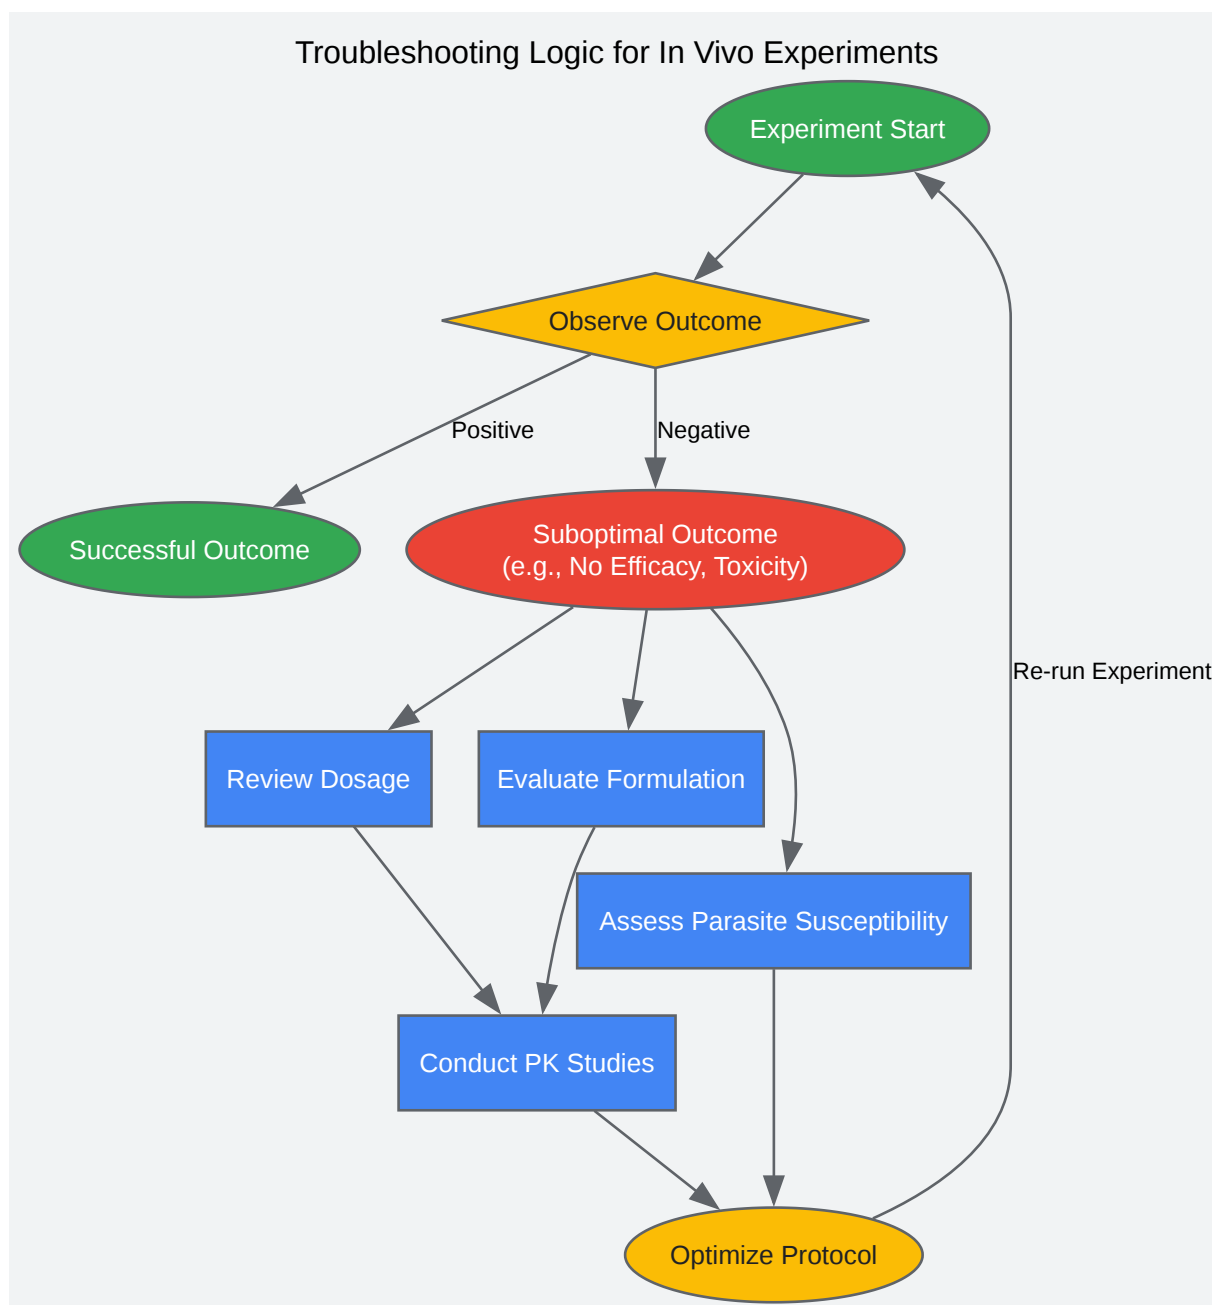 Troubleshooting Logic for In Vivo Experiments
Experiment Start
Observe Outcome
Positive
Negative
Successful Outcome
Suboptimal Outcome
(e.g., No Efficacy, Toxicity)
Re-run Experiment
Review Dosage
Evaluate Formulation
Assess Parasite Susceptibility
Conduct PK Studies
Optimize Protocol